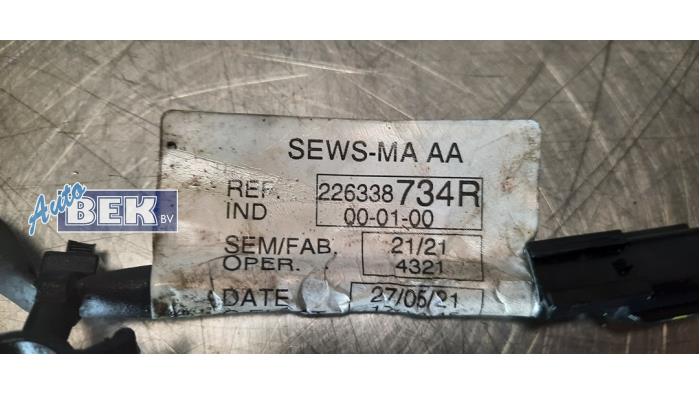 SEWS-MA AA
REF. 226338734R
IND 00-01-00
SEM/FAB. 21/21
OPER. 4321
DATE 27/05/21
Auto
BEK BV